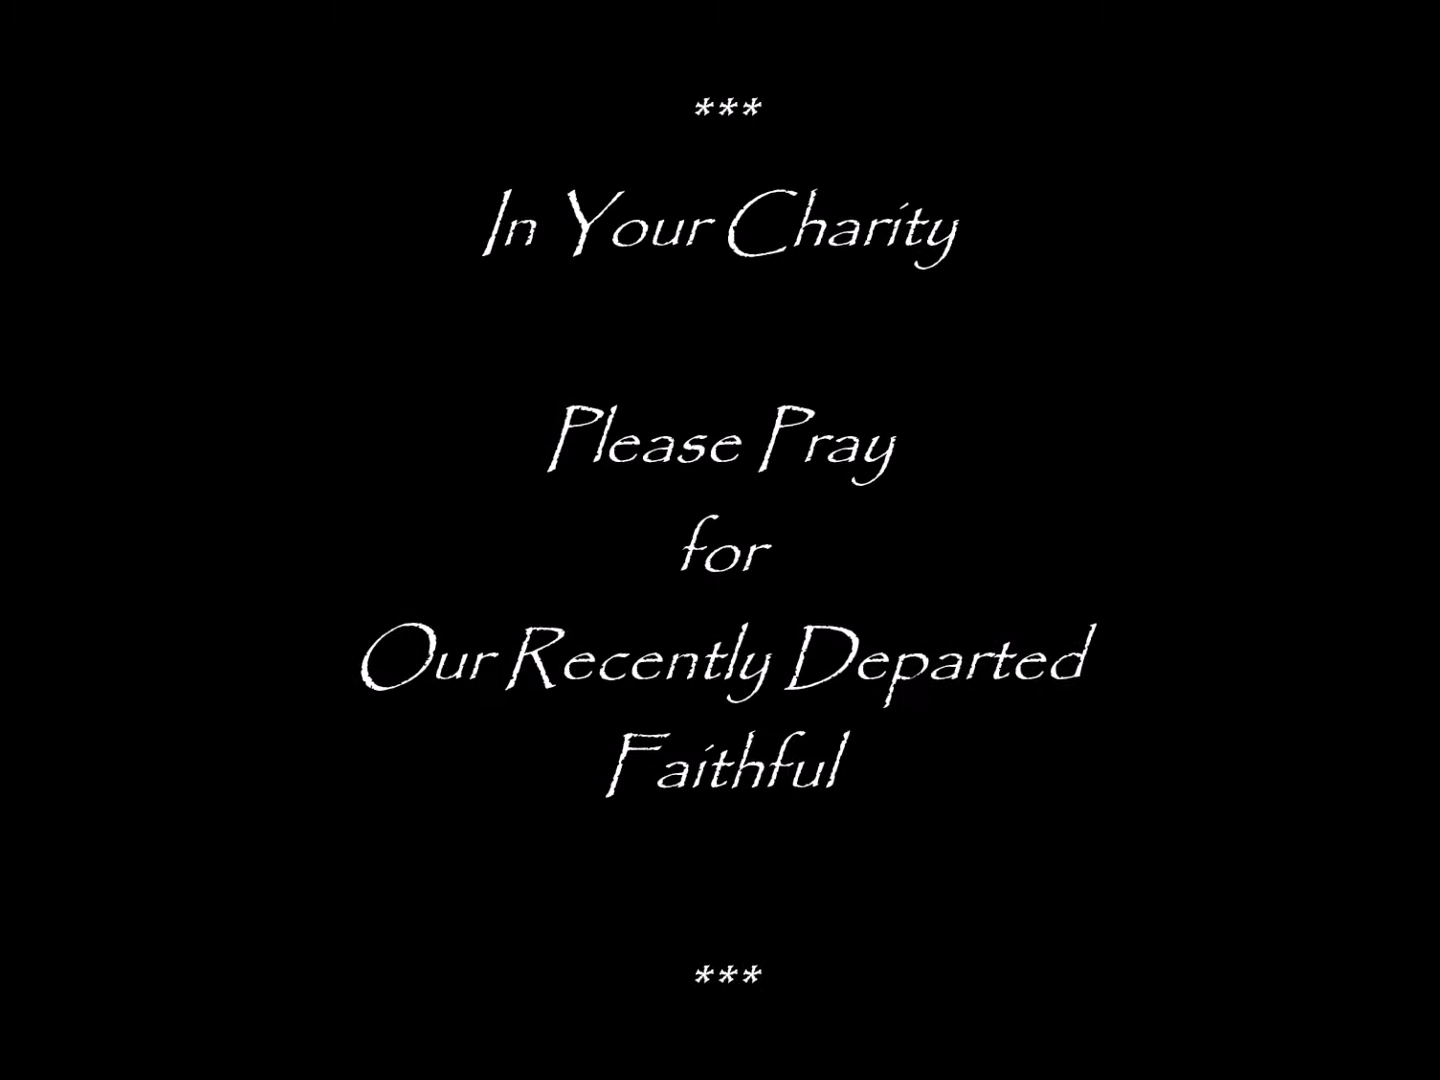 ***
In Your Charity
Please Pray
for
Our Recently Departed
Faithful
***